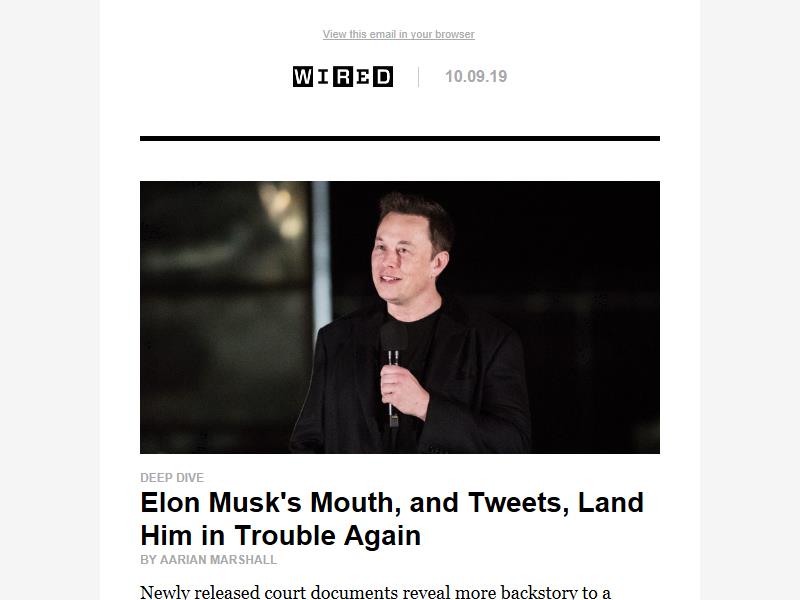 View this email in your browser
WIRED | 10.09.19
DEEP DIVE
Elon Musk's Mouth, and Tweets, Land
Him in Trouble Again
BY AARIAN MARSHALL
Newly released court documents reveal more backstory to a